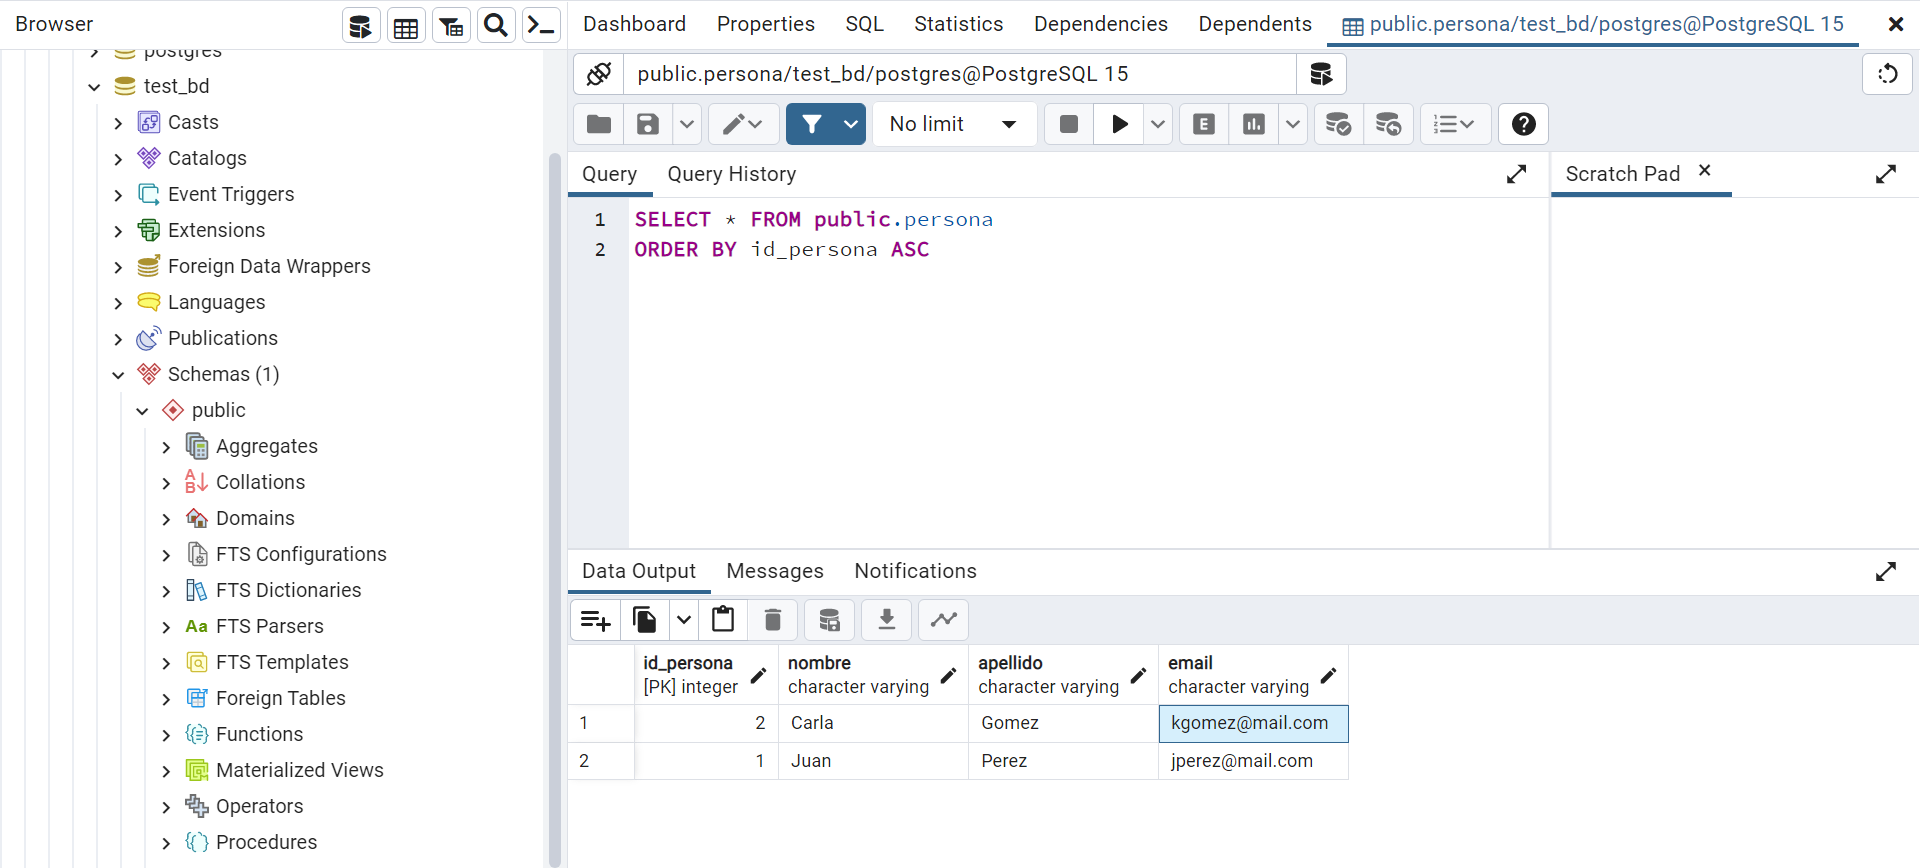 Browser
postgres
test_bd
Casts
Catalogs
Event Triggers
Extensions
Foreign Data Wrappers
Languages
Publications
Schemas (1)
public
Aggregates
Collations
Domains
FTS Configurations
FTS Dictionaries
Aa FTS Parsers
FTS Templates
Foreign Tables
Functions
Materialized Views
Operators
Procedures
Dashboard Properties SQL Statistics Dependencies Dependents public.persona/test_bd/postgres@PostgreSQL 15
public.persona/test_bd/postgres@PostgreSQL 15
No limit
E
Query Query History
Scratch Pad
1 SELECT * FROM public.persona
2 ORDER BY id_persona ASC
Data Output Messages Notifications
id_persona nombre apellido email
[PK] integer character varying character varying character varying
1 2 Carla Gomez kgomez@mail.com
2 1 Juan Perez jperez@mail.com